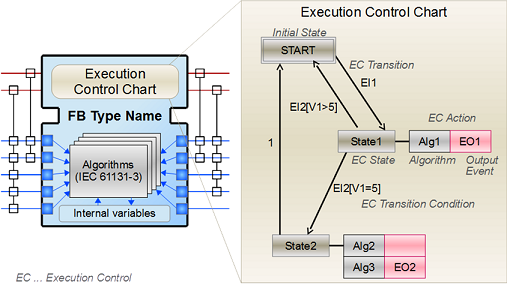 Execution Control Chart
Initial State
START
EC Transition
EI1
EI2[V1>5]
EC Action
1
State1
Alg1
EO1
EC State
Algorithm
Output
Event
EI2[V1=5]
EC Transition Condition
State2
Alg2
Alg3
EO2
Execution
Control Chart
FB Type Name
Algorithms
(IEC 61131-3)
Internal variables
EC ... Execution Control